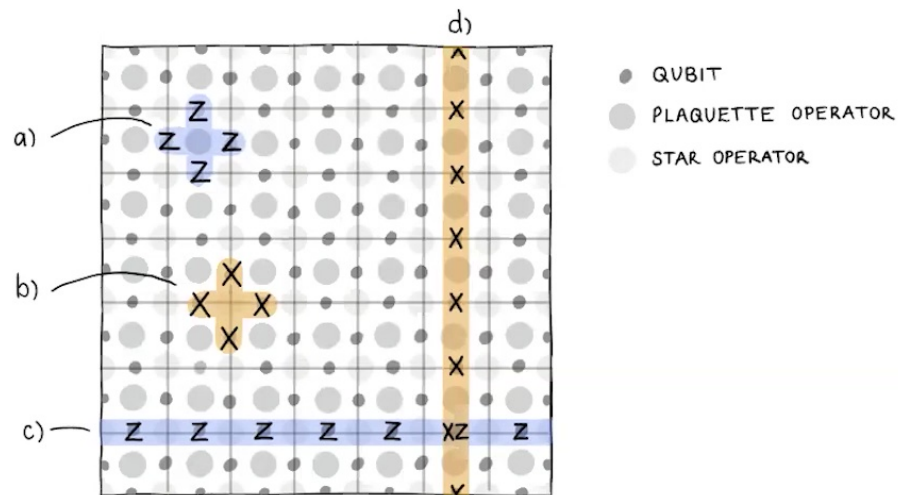 d)
X
QUBIT
a)
Z
X
PLAQUETTE OPERATOR
Z Z
STAR OPERATOR
Z
X
X
b)
X
X X
X
X
X
c)
Z Z Z Z Z XZ Z